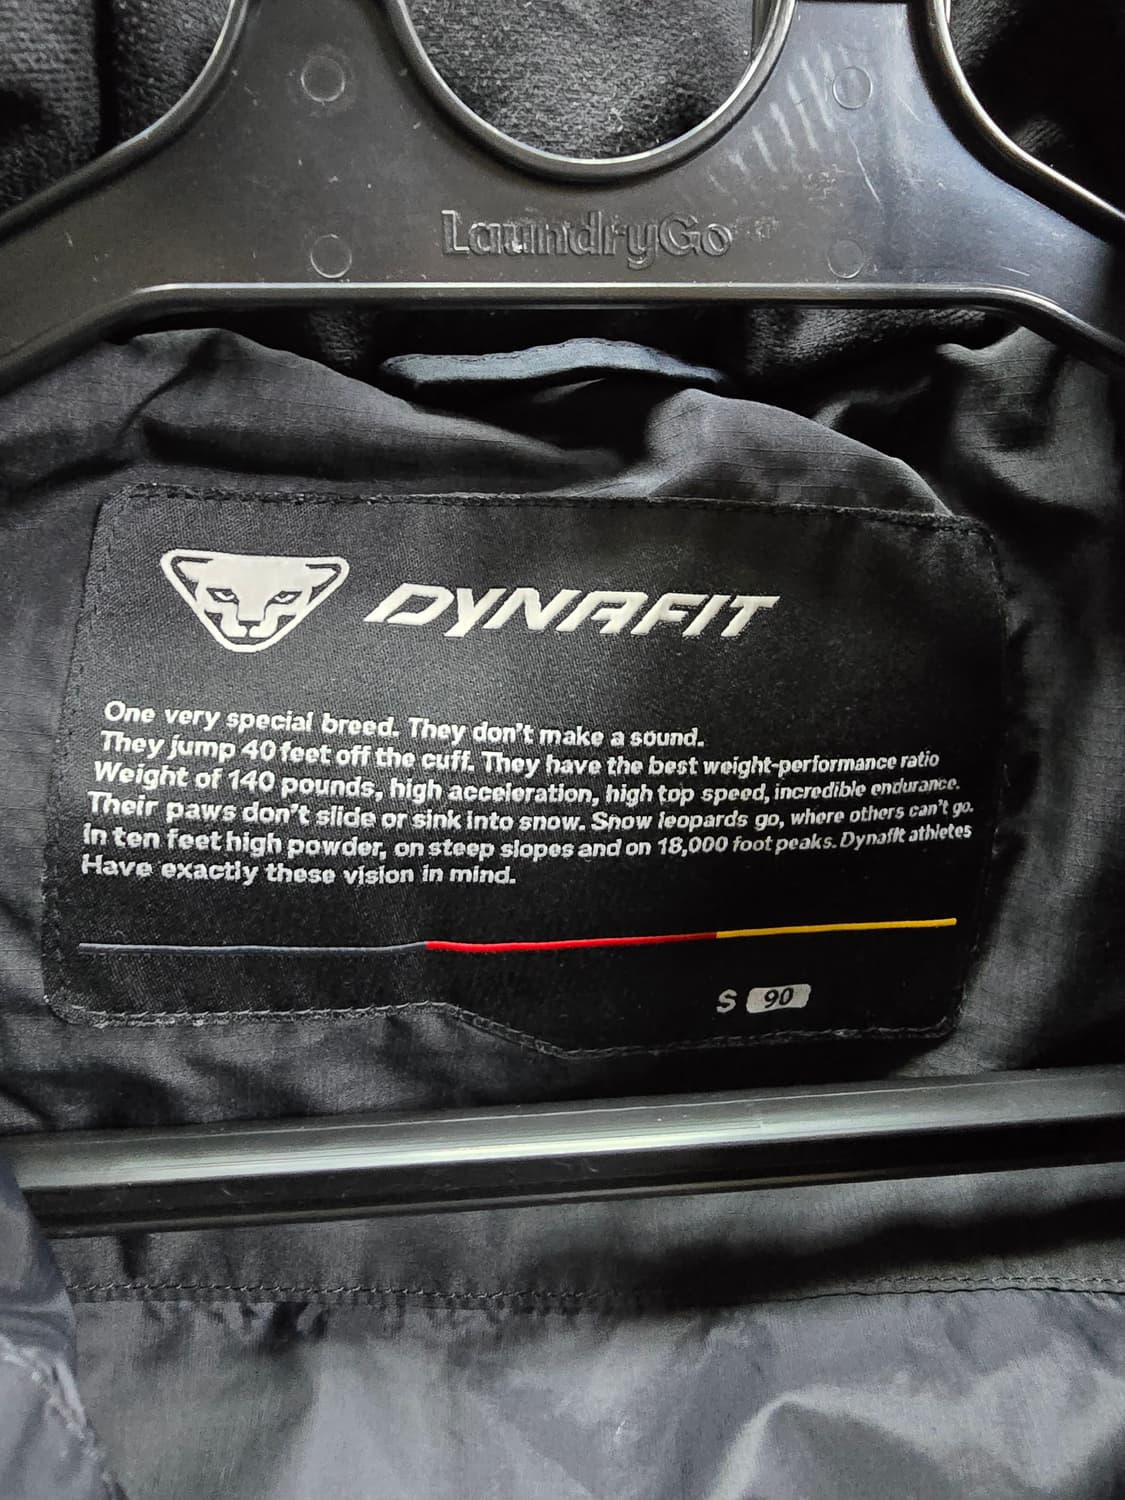 LaundryGo
DYNAFIT
One very special breed. They don't make a sound.
They jump 40 feet off the cuff. They have the best weight-performance ratio
Weight of 140 pounds, high acceleration, high top speed, incredible endurance.
Their paws don't slide or sink into snow. Snow leopards go, where others can't go.
In ten feet high powder, on steep slopes and on 18,000 foot peaks. Dynafit athletes
Have exactly these vision in mind.
S 90